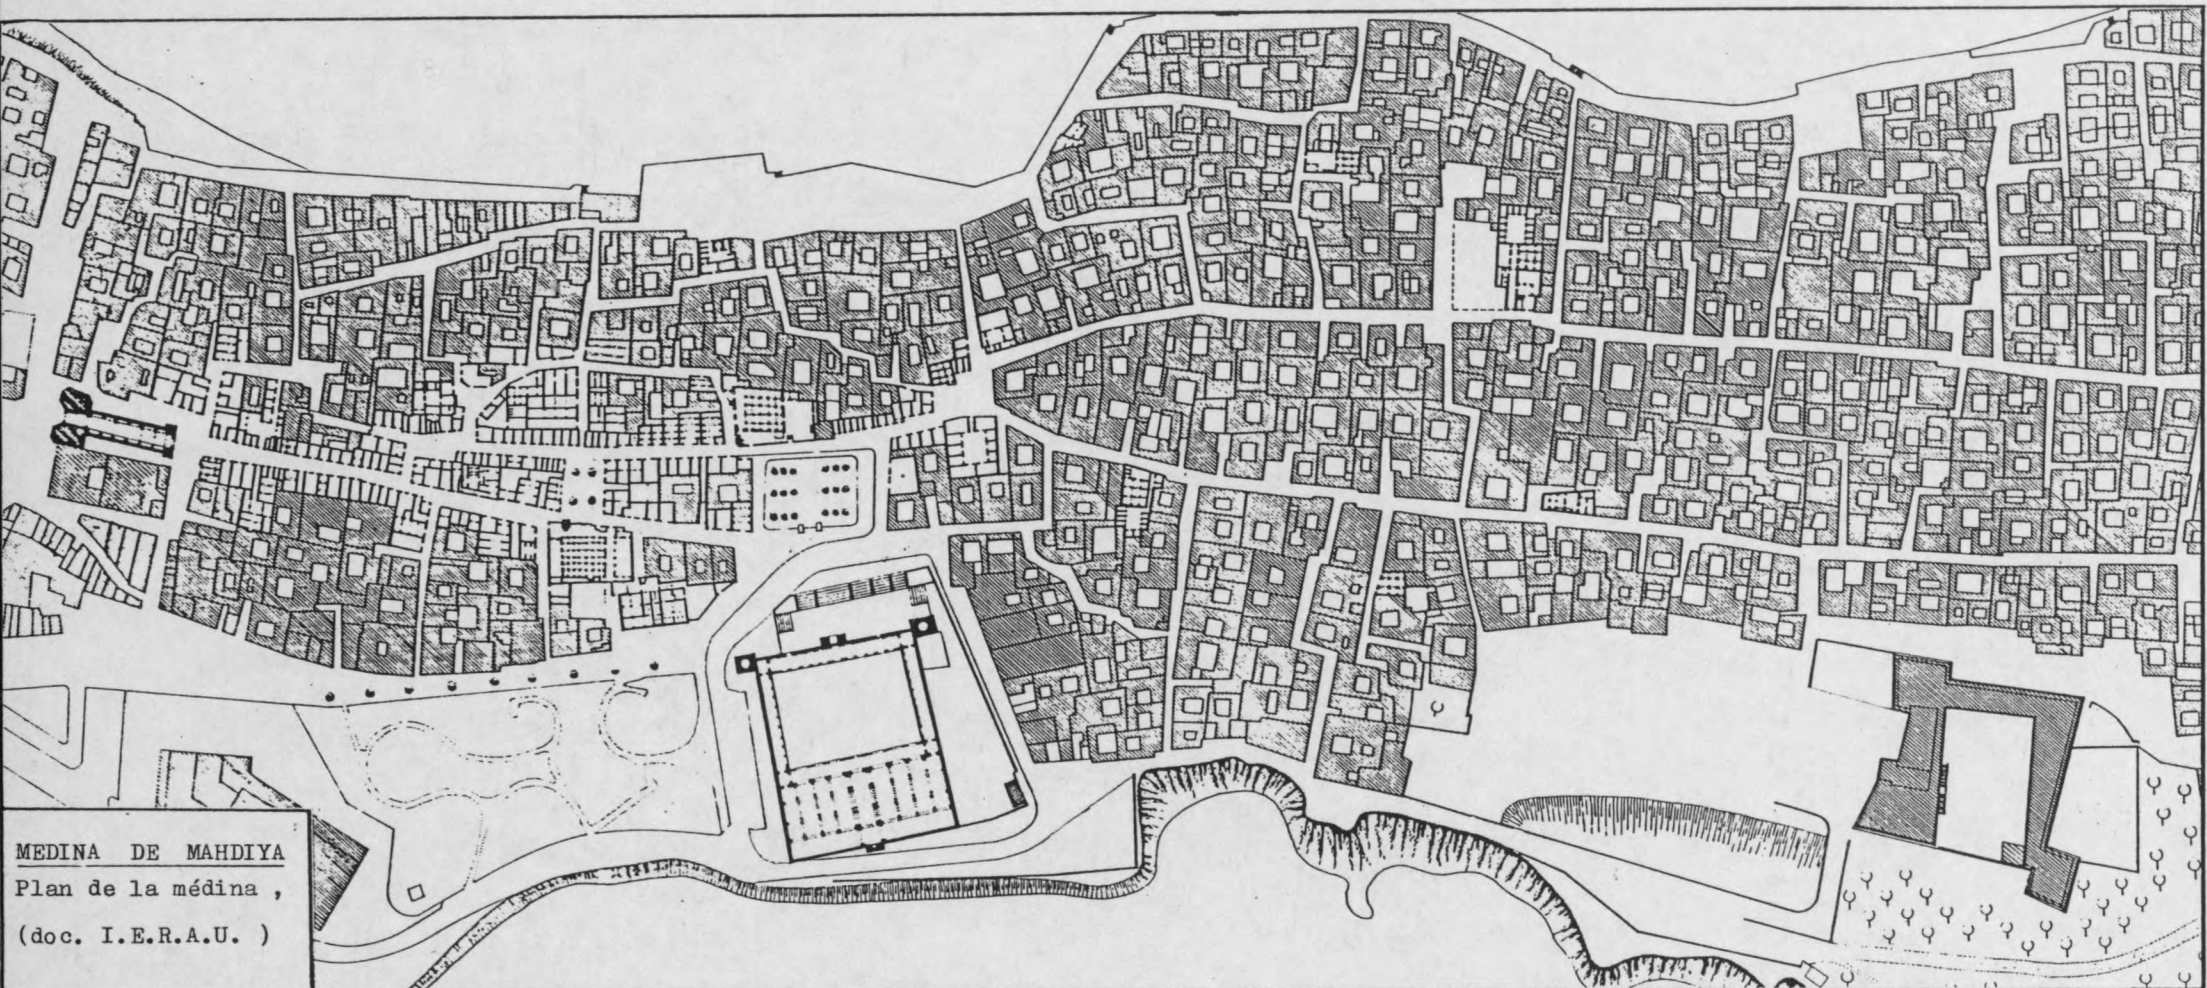 MEDINA DE MAHDIYA
Plan de la médina ,
(doc. I.E.R.A.U. )